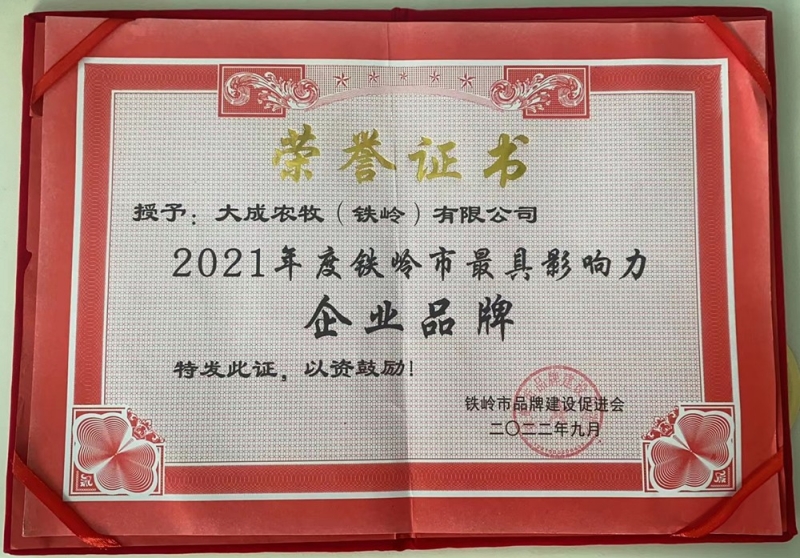 荣誉证书
授予：大成农牧（铁岭）有限公司
2021年度铁岭市最具影响力
企业品牌
特发此证，以资鼓励！
铁岭市品牌建设促进会
二〇二二年九月